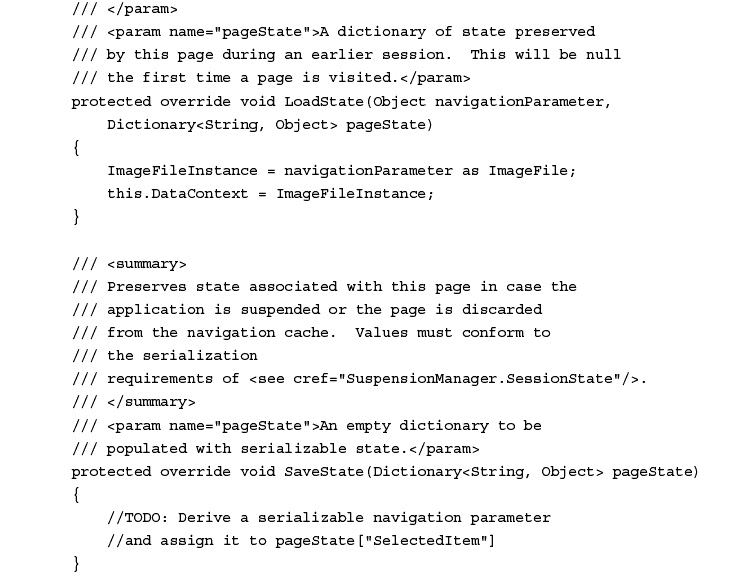 /// </param>
/// <param name="pageState">A dictionary of state preserved
/// by this page during an earlier session.  This will be null
/// the first time a page is visited.</param>
protected override void LoadState(Object navigationParameter,
    Dictionary<String, Object> pageState)
{
    ImageFileInstance = navigationParameter as ImageFile;
    this.DataContext = ImageFileInstance;
}

/// <summary>
/// Preserves state associated with this page in case the
/// application is suspended or the page is discarded
/// from the navigation cache.  Values must conform to
/// the serialization
/// requirements of <see cref="SuspensionManager.SessionState"/>.
/// </summary>
/// <param name="pageState">An empty dictionary to be
/// populated with serializable state.</param>
protected override void SaveState(Dictionary<String, Object> pageState)
{
    //TODO: Derive a serializable navigation parameter
    //and assign it to pageState["SelectedItem"]
}